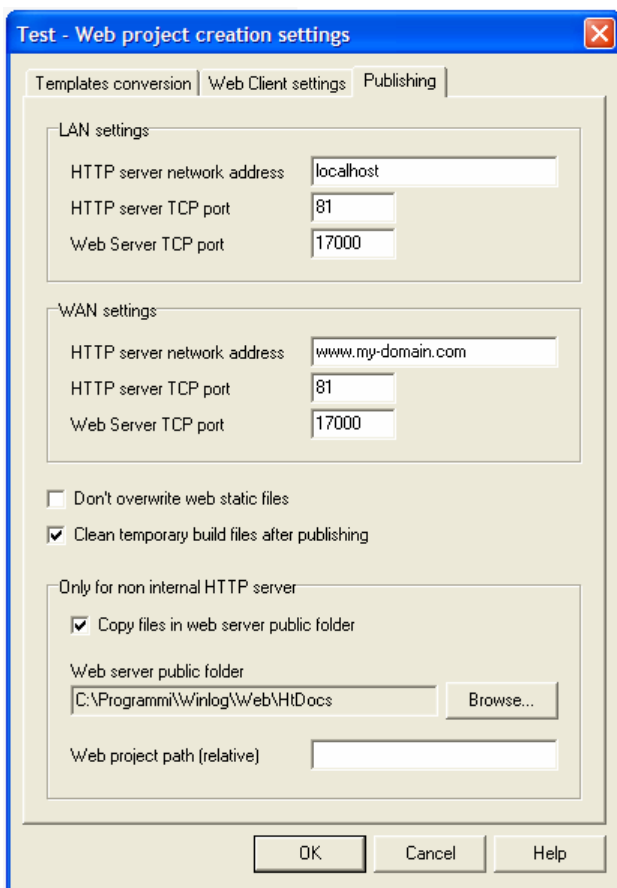 Test - Web project creation settings
Templates conversion Web Client settings Publishing
LAN settings
HTTP server network address localhost
HTTP server TCP port 81
Web Server TCP port 17000
WAN settings
HTTP server network address www.my-domain.com
HTTP server TCP port 81
Web Server TCP port 17000
Don't overwrite web static files
Clean temporary build files after publishing
Only for non internal HTTP server
Copy files in web server public folder
Web server public folder
C:\Programmi\Winlog\Web\HtDocs Browse...
Web project path (relative)
OK Cancel Help